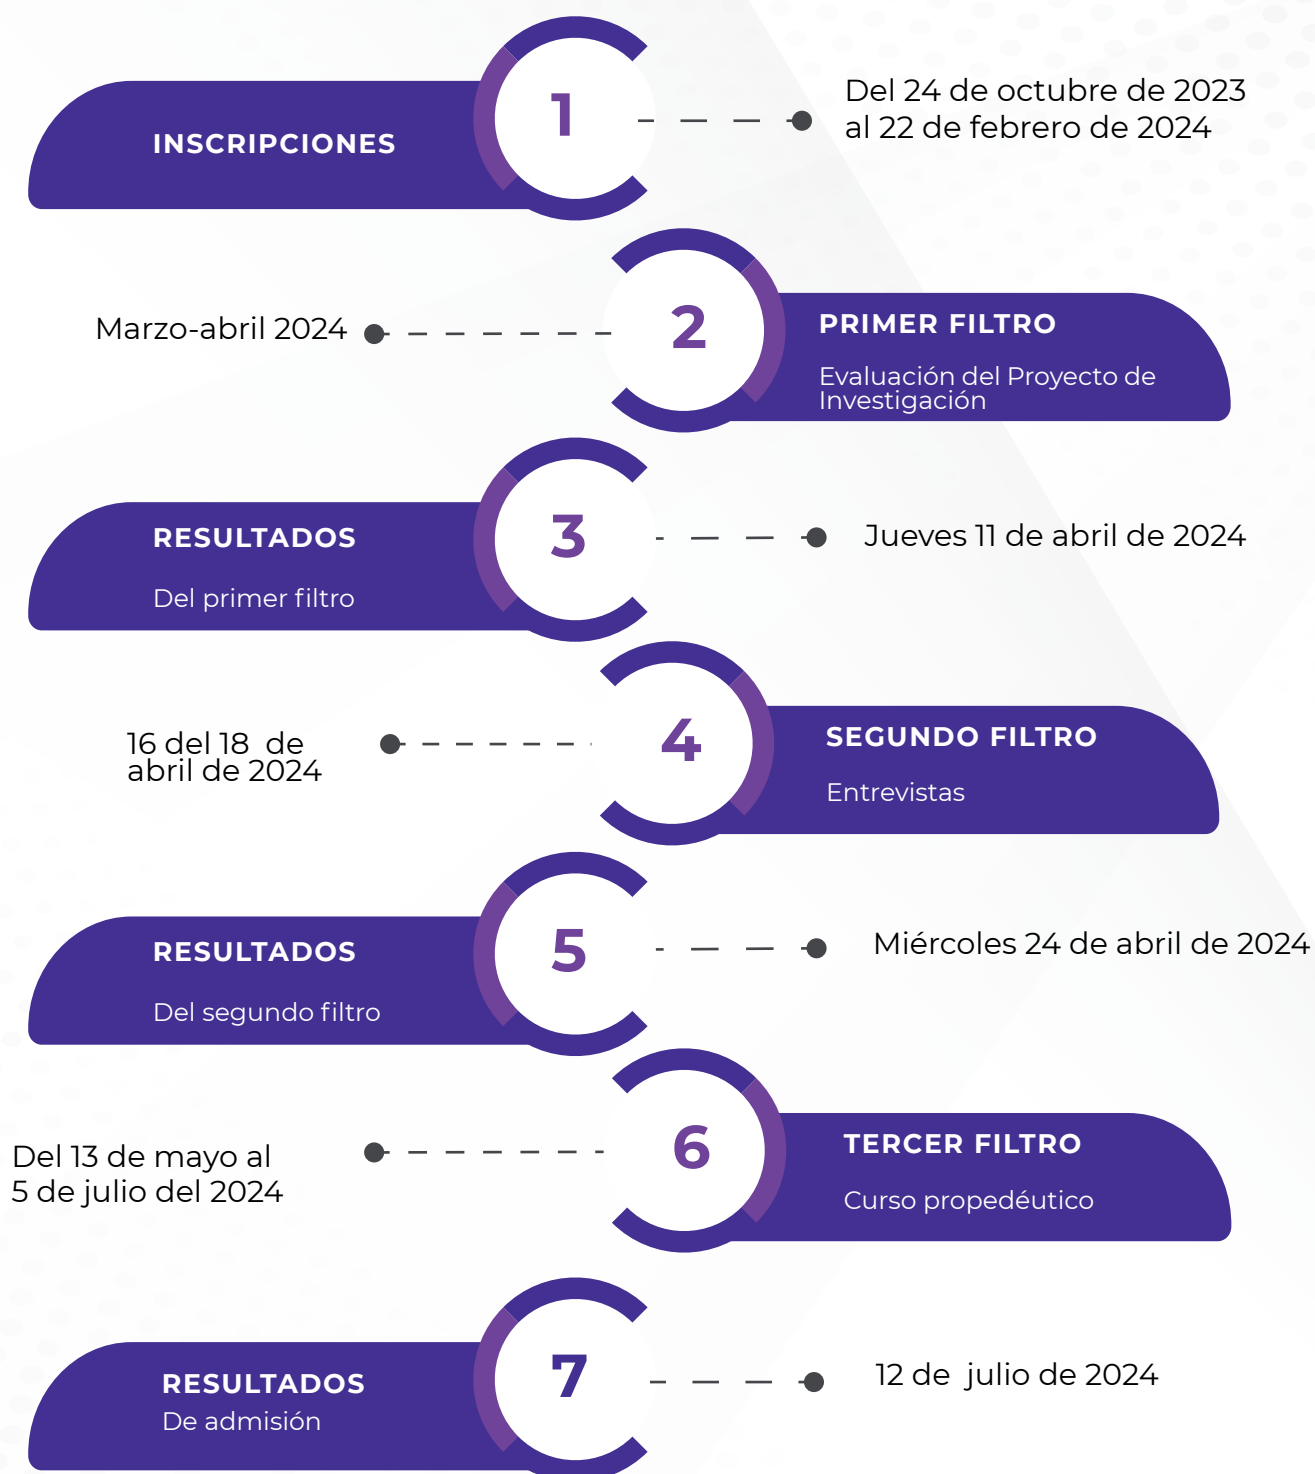 1
INSCRIPCIONES
Del 24 de octubre de 2023
al 22 de febrero de 2024
2
Marzo-abril 2024
PRIMER FILTRO
Evaluación del Proyecto de
Investigación
3
RESULTADOS
Del primer filtro
Jueves 11 de abril de 2024
4
16 del 18 de
abril de 2024
SEGUNDO FILTRO
Entrevistas
5
RESULTADOS
Del segundo filtro
Miércoles 24 de abril de 2024
6
Del 13 de mayo al
5 de julio del 2024
TERCER FILTRO
Curso propedéutico
7
RESULTADOS
De admisión
12 de julio de 2024